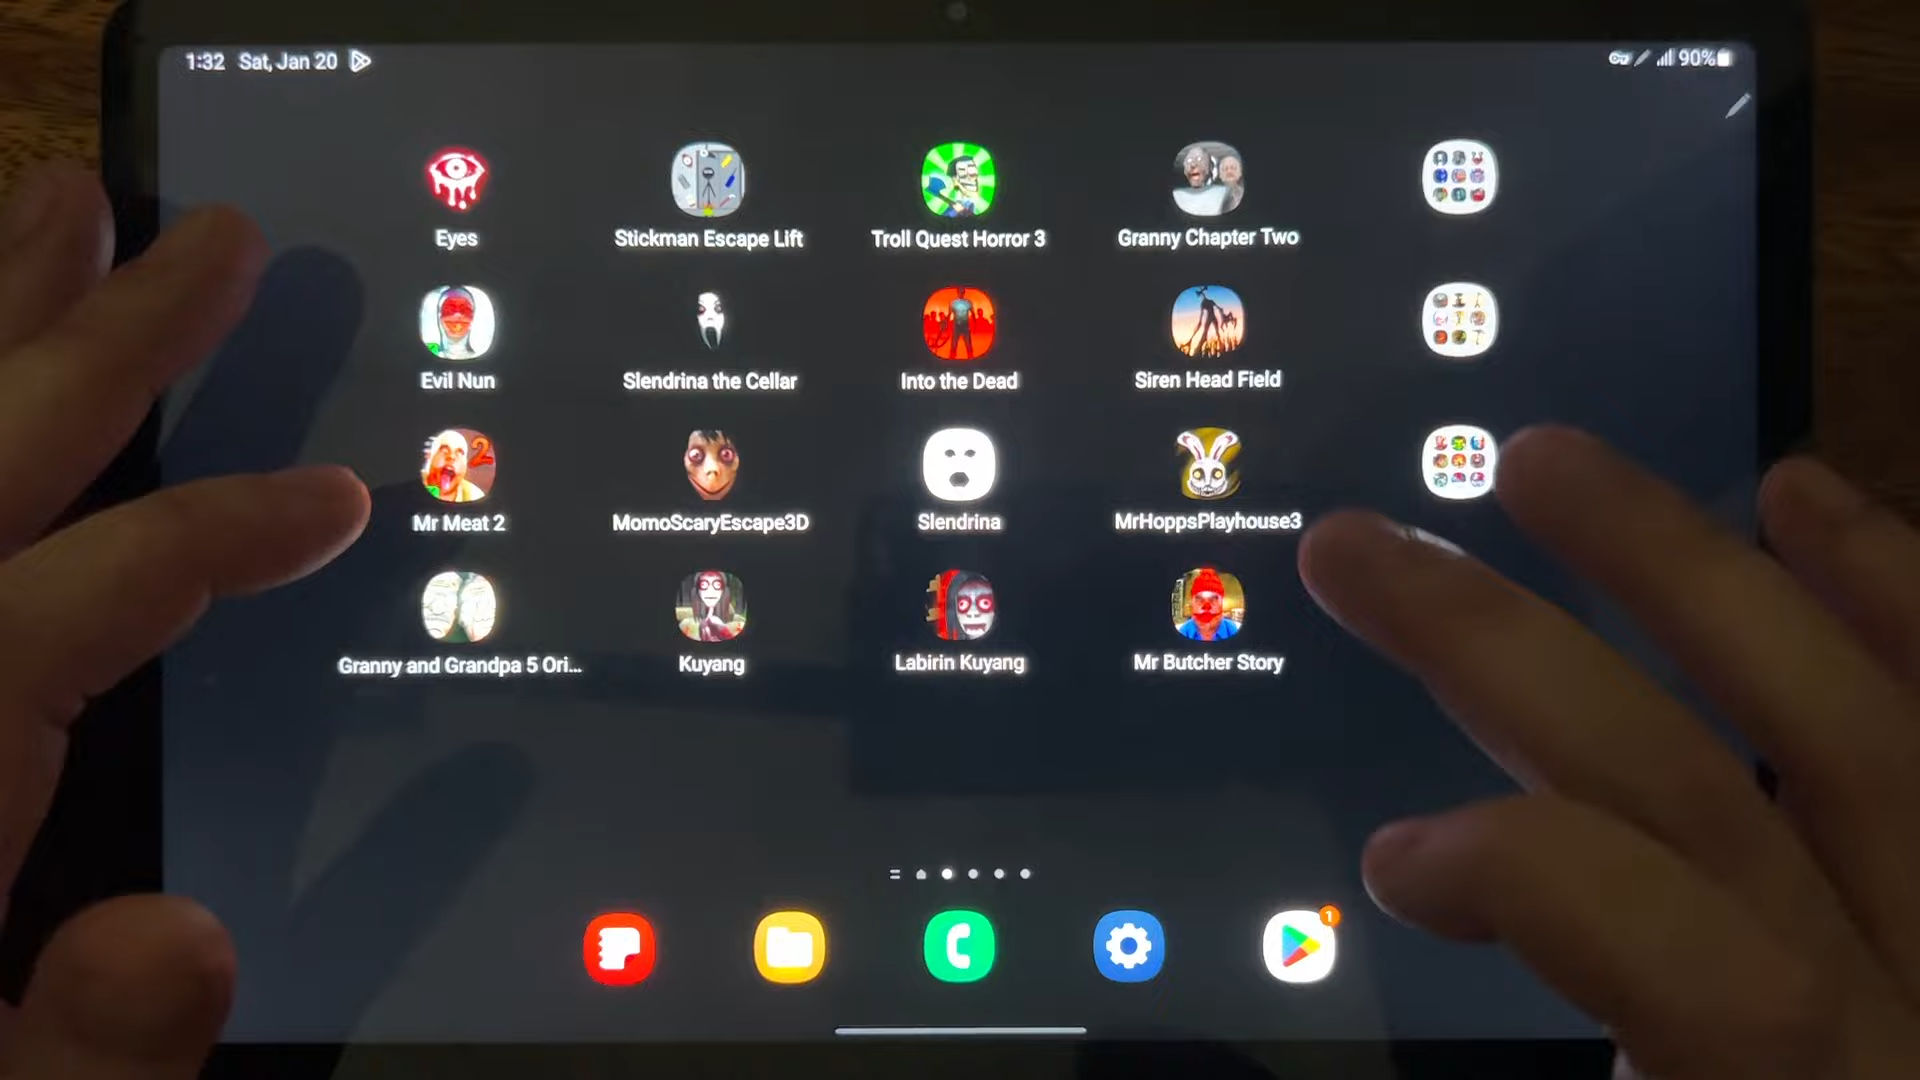 1:32 Sat, Jan 20
90%
Eyes
Stickman Escape Lift
Troll Quest Horror 3
Granny Chapter Two
Evil Nun
Slendrina the Cellar
Into the Dead
Siren Head Field
2
Mr Meat 2
MomoScaryEscape3D
Slendrina
MrHoppsPlayhouse3
Granny and Grandpa 5 Ori...
Kuyang
Labirin Kuyang
Mr Butcher Story
1